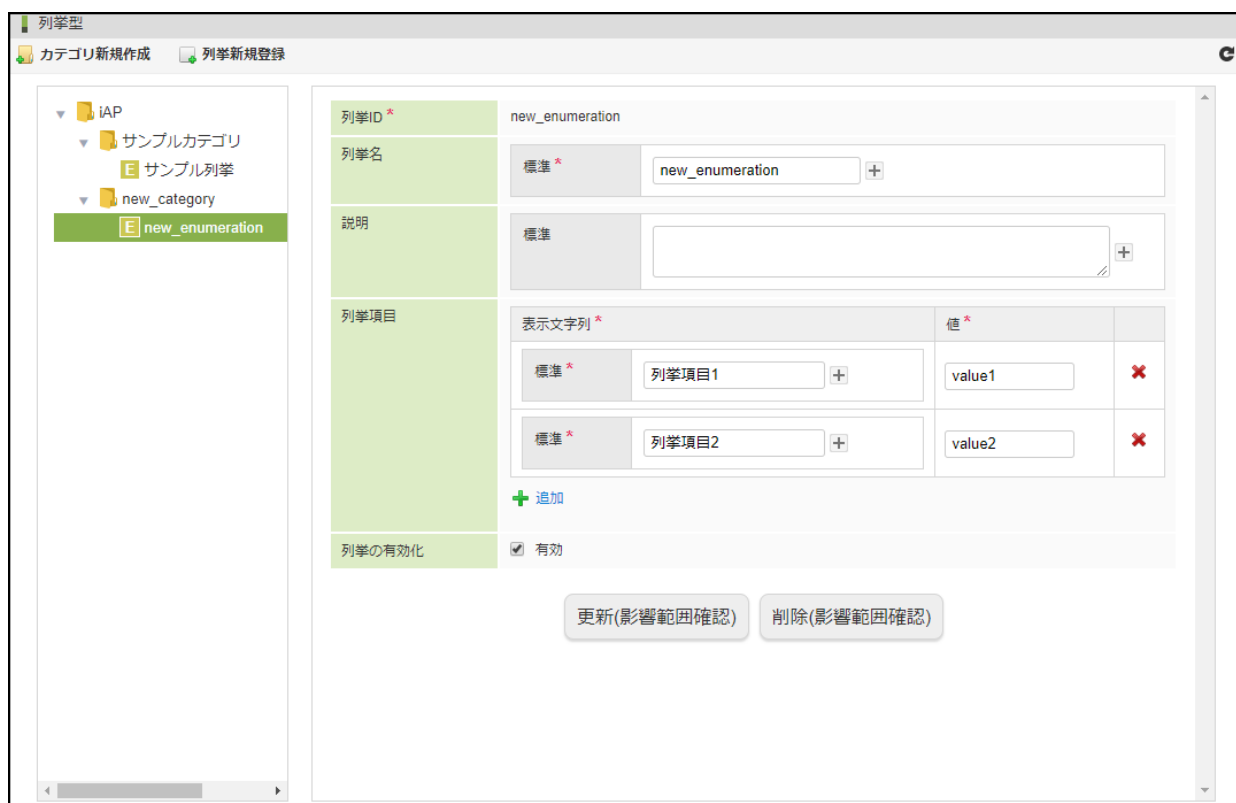 列挙型
カテゴリ新規作成 列挙新規登録
iAP
サンプルカテゴリ
E サンプル列挙
new_category
E new_enumeration
列挙ID * new_enumeration
列挙名 標準 * new_enumeration
説明 標準
列挙項目 表示文字列 * 値 *
標準 * 列挙項目1 value1
標準 * 列挙項目2 value2
追加
列挙の有効化 有効
更新(影響範囲確認) 削除(影響範囲確認)